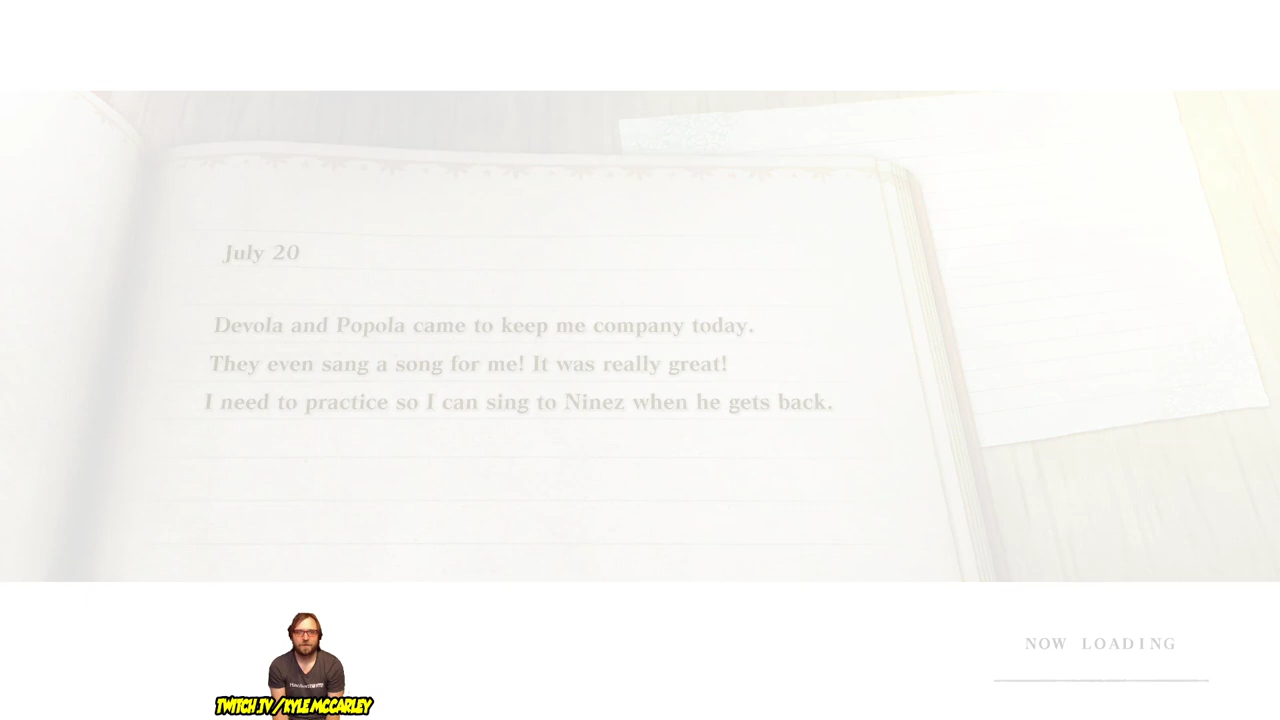 July 20
Devola and Popola came to keep me company today.
They even sang a song for me! It was really great!
I need to practice so I can sing to Ninez when he gets back.
NOW LOADING
TWITCH.TV/KYLEMCCARLEY